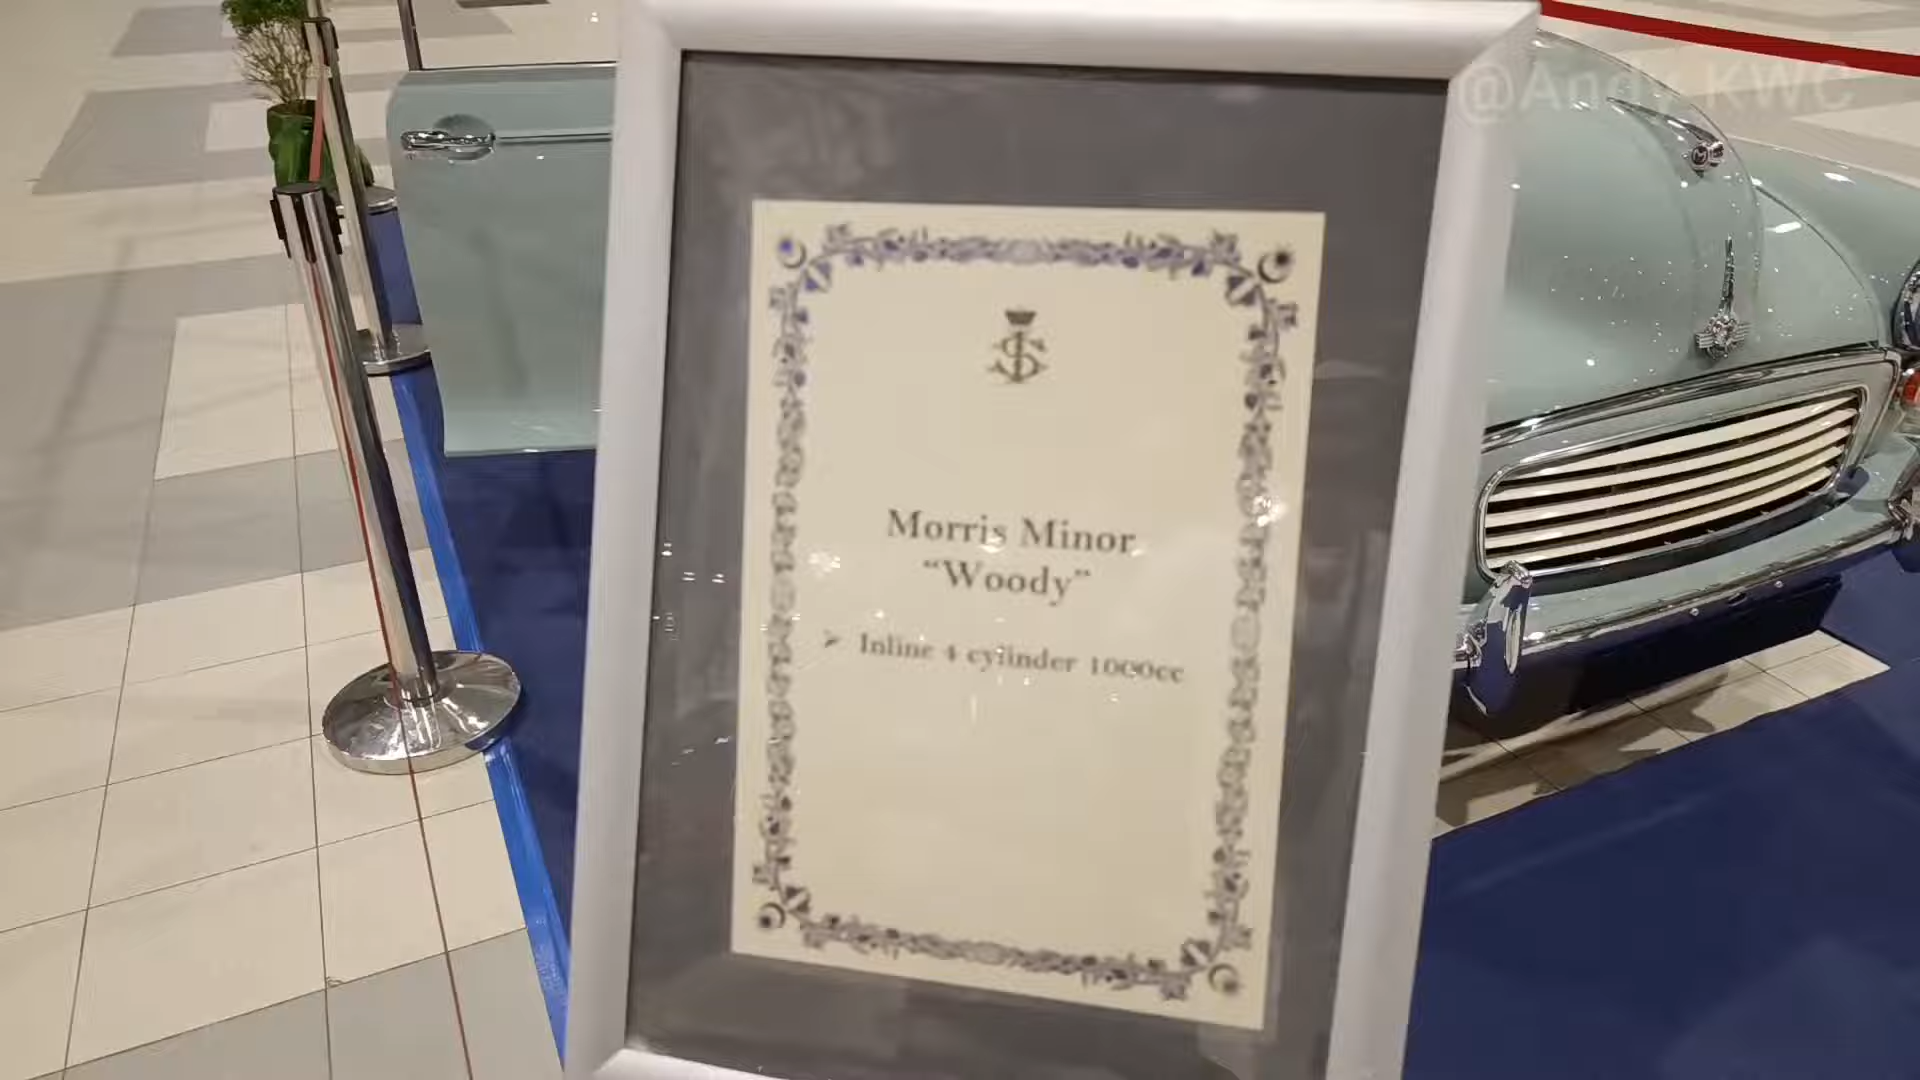 @Andy KWC
Morris Minor
“Woody”
➢ Inline 4 cylinder 1000cc